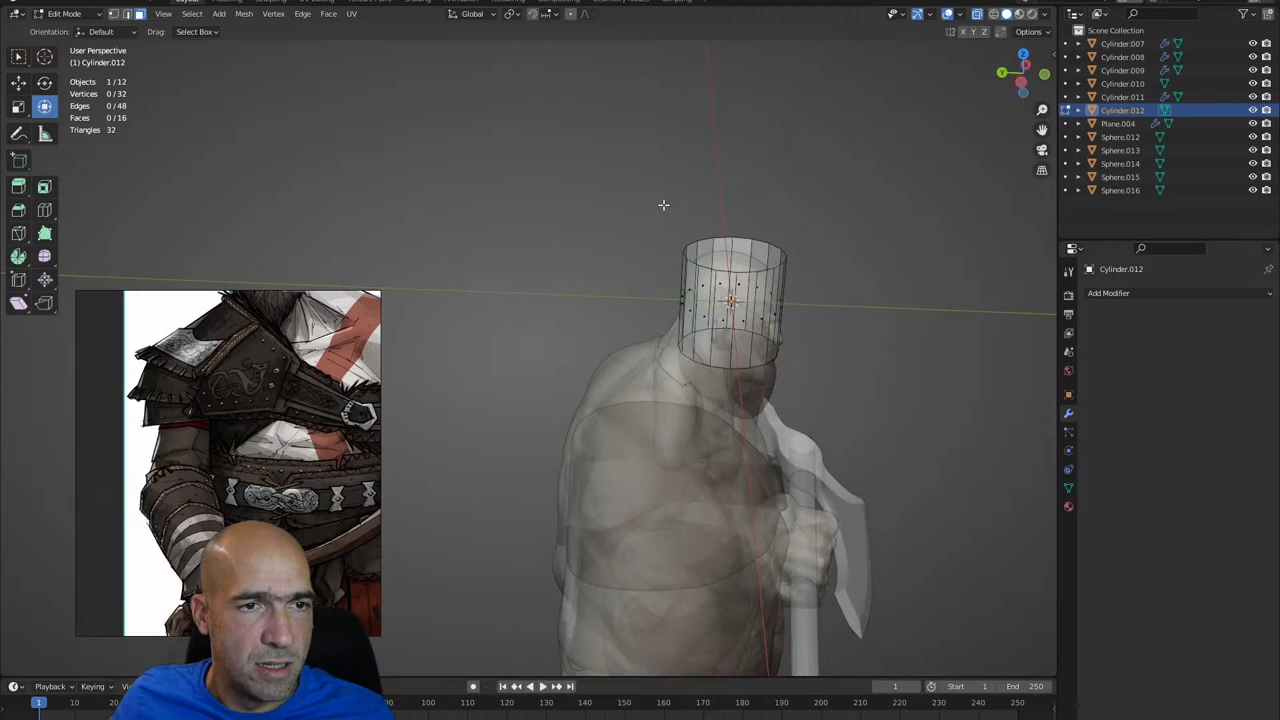 Edit Mode View Select Add Mesh Vertex Edge Face UV Global
Orientation: Default Drag: Select Box X Y Z Options
User Perspective
(1) Cylinder.012
Objects 1/12
Vertices 0/32
Edges 0/48
Faces 0/16
Triangles 32
Z
Y
Scene Collection
Cylinder.007
Cylinder.008
Cylinder.009
Cylinder.010
Cylinder.011
Cylinder.012
Plane.004
Sphere.012
Sphere.013
Sphere.014
Sphere.015
Sphere.016
Cylinder.012
Add Modifier
Playback Keying 1 Start 1 End 250
1 10 70 80 90 100 110 120 130 140 150 160 170 180 190 200 210 220 230 240 250